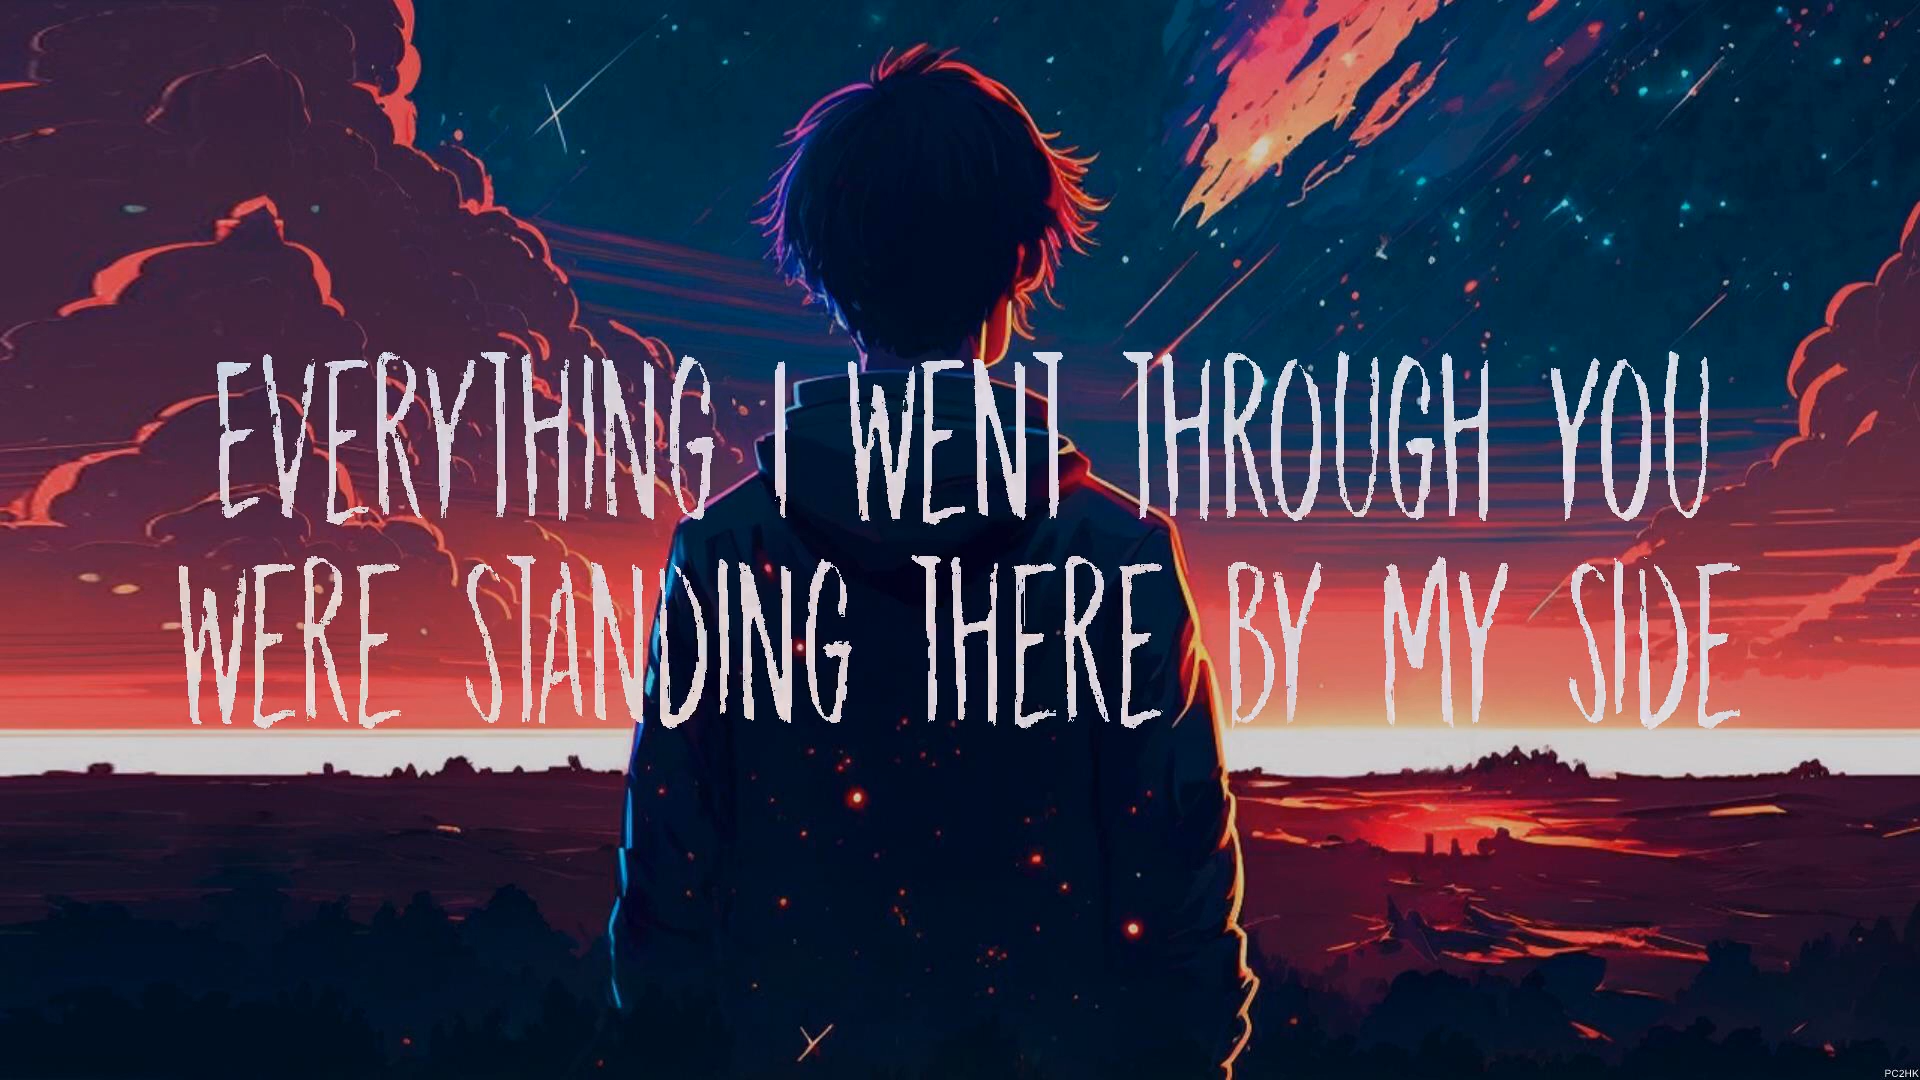 EVERYTHING I WENT THROUGH YOU
WERE STANDING THERE BY MY SIDE
PC2HK